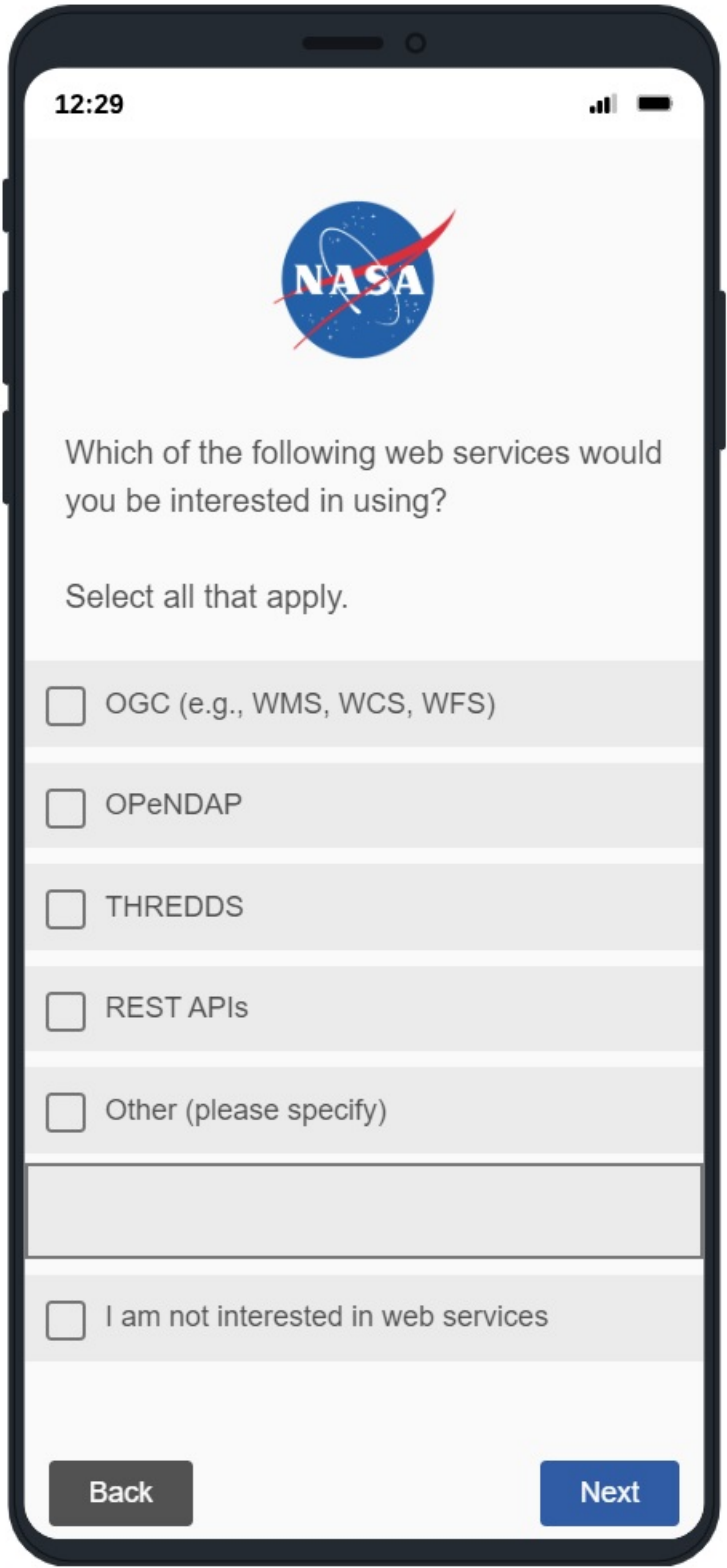 12:29
NASA
Which of the following web services would
you be interested in using?
Select all that apply.
OGC (e.g., WMS, WCS, WFS)
OPeNDAP
THREDDS
REST APIs
Other (please specify)
I am not interested in web services
Back
Next